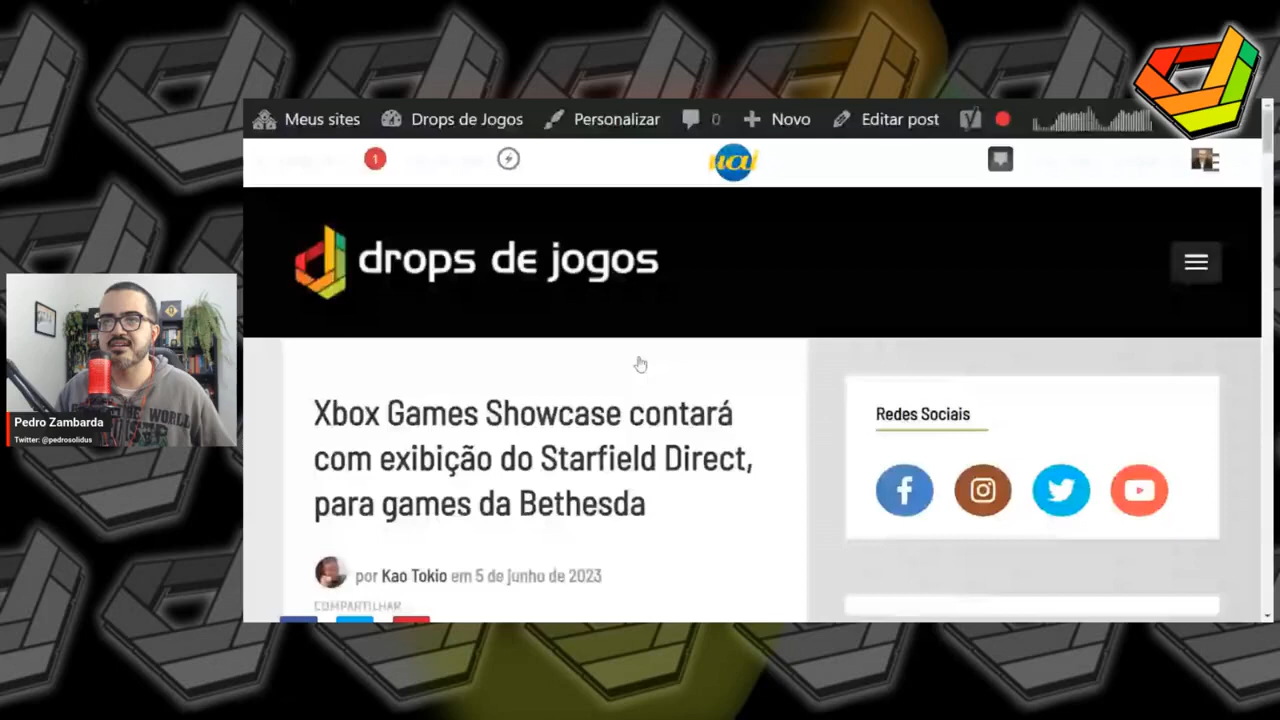 Meus sites Drops de Jogos Personalizar 0 Novo Editar post
1
drops de jogos
Xbox Games Showcase contará
com exibição do Starfield Direct,
para games da Bethesda
por Kao Tokio em 5 de junho de 2023
COMPARTILHAR
Redes Sociais
Pedro Zambarda
Twitter: @pedrosolidus